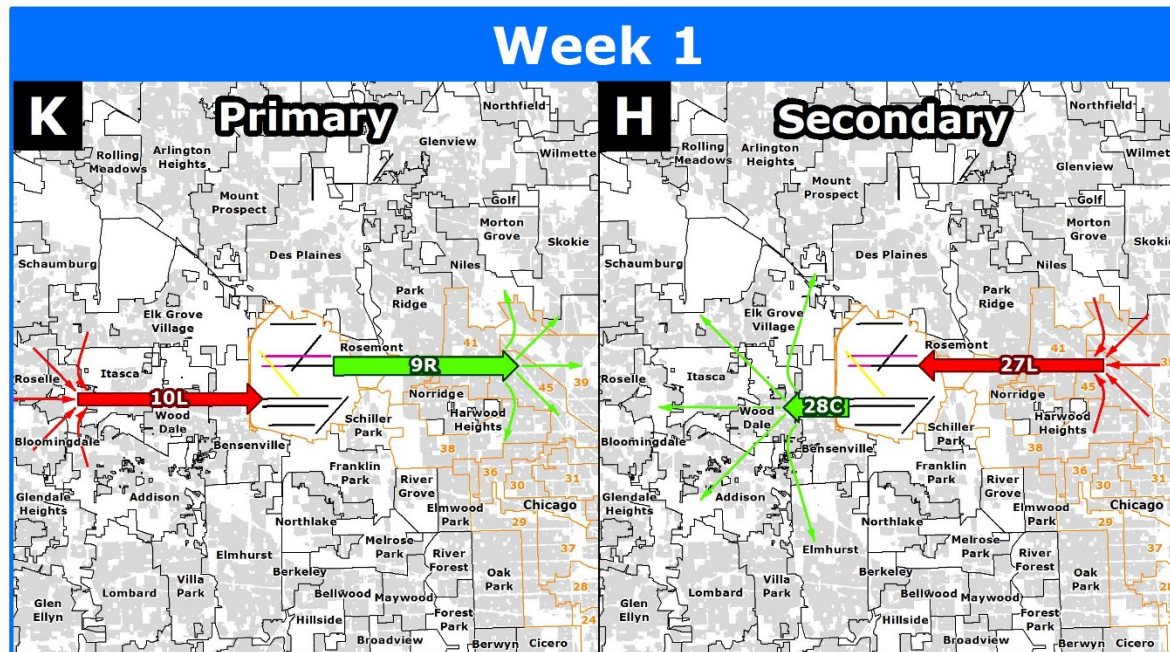 Week 1
K
Primary
Northfield
Glenview
Rolling
Meadows
Arlington
Heights
Wilmette
Mount
Prospect
Golf
Morton
Grove
Skokie
Des Plaines
Niles
Schaumburg
Park
Ridge
Elk Grove
Village
Rosemont
41
9R
Roselle
Itasca
39
45
10L
Norridge
Wood
Dale
Harwood
Heights
Schiller
Park
Bloomingdale
Bensenville
38
Franklin
Park
36
31
Glendale
Heights
Addison
River
Grove
30
Chicago
Elmwood
Park
Northlake
29
Melrose
Park
37
Elmhurst
River
Forest
Berkeley
Oak
Park
Villa
Park
28
Lombard
Bellwood
Maywood
Glen
Ellyn
Forest
Park
Hillside
24
Broadview
Berwyn
Cicero
H
Secondary
Northfield
Glenview
Rolling
Meadows
Arlington
Heights
Wilmet
Mount
Prospect
Golf
Morton
Grove
Skoki
Des Plaines
Niles
Schaumburg
Park
Ridge
Elk Grove
Village
Rosemont
41
27L
39
Roselle
Itasca
45
Norridge
28C
Wood
Dale
Harwood
Heights
Schiller
Park
Bloomingdale
Bensenville
38
Franklin
Park
36
31
Glendale
Heights
Addison
River
Grove
30
Chicago
Elmwood
Park
Northlake
29
Melrose
Park
37
Elmhurst
River
Forest
Berkeley
Oak
Park
Villa
Park
28
Lombard
Bellwood
Maywood
Glen
Ellyn
Forest
Park
Hillside
Broadview
Berwyn
Cicero